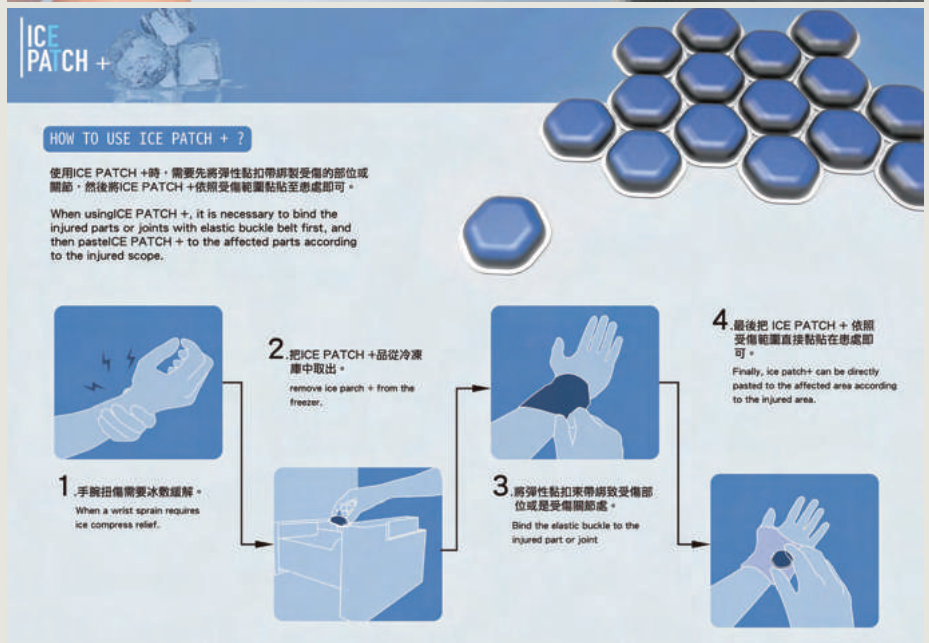 ICE
PATCH +
HOW TO USE ICE PATCH + ?
使用ICE PATCH +時，需要先將彈性黏扣帶綁製受傷的部位或
關節，然後將ICE PATCH +依照受傷範圍黏貼至患處即可。
When usingICE PATCH +, it is necessary to bind the
injured parts or joints with elastic buckle belt first, and
then pasteICE PATCH + to the affected parts according
to the injured scope.
1.手腕扭傷需要冰敷緩解。
When a wrist sprain requires
ice compress relief.
2.把ICE PATCH +品從冷凍
庫中取出。
remove ice parch + from the
freezer.
3.將彈性黏扣束帶綁致受傷部
位或是受傷關節處。
Bind the elastic buckle to the
injured part or joint
4.最後把 ICE PATCH + 依照
受傷範圍直接黏貼在患處即
可。
Finally, ice patch+ can be directly
pasted to the affected area according
to the injured area.